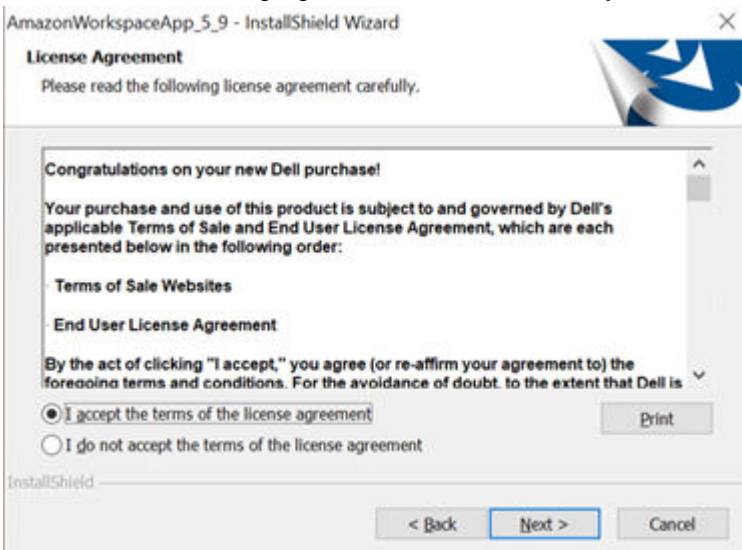 AmazonWorkspaceApp_5_9 - InstallShield Wizard
License Agreement
Please read the following license agreement carefully.
Congratulations on your new Dell purchase!
Your purchase and use of this product is subject to and governed by Dell's
applicable Terms of Sale and End User License Agreement, which are each
presented below in the following order:
· Terms of Sale Websites
· End User License Agreement
By the act of clicking "I accept," you agree (or re-affirm your agreement to) the
foregoing terms and conditions. For the avoidance of doubt, to the extent that Dell is
I accept the terms of the license agreement
Print
I do not accept the terms of the license agreement
InstallShield
< Back Next > Cancel